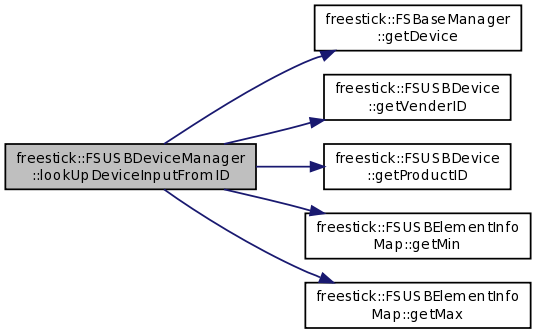 freestick::FSBaseManager
::getDevice
freestick::FSUSBDevice
::getVenderID
freestick::FSUSBDeviceManager
::lookUpDeviceInputFromID
freestick::FSUSBDevice
::getProductID
freestick::FSUSBElementInfo
Map::getMin
freestick::FSUSBElementInfo
Map::getMax